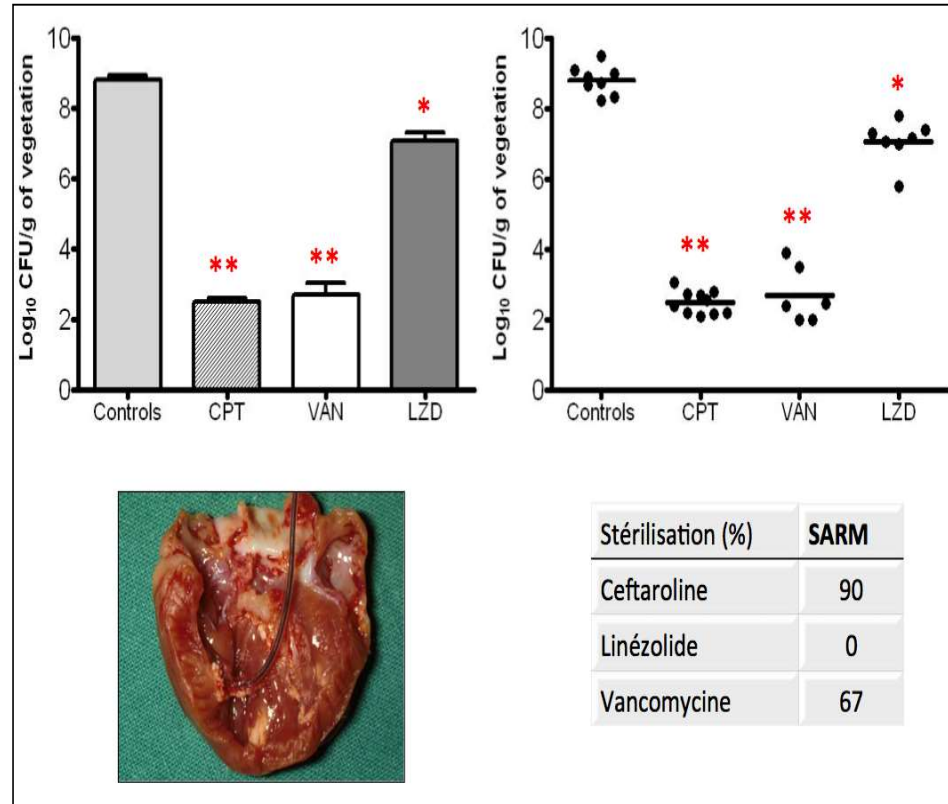 10
8
6
4
2
0
Log10 CFU/g of vegetation
Controls CPT VAN LZD
** ** *
10
8
6
4
2
0
Log10 CFU/g of vegetation
Controls CPT VAN LZD
** ** *
Stérilisation (%) SARM
Ceftaroline 90
Linézolide 0
Vancomycine 67